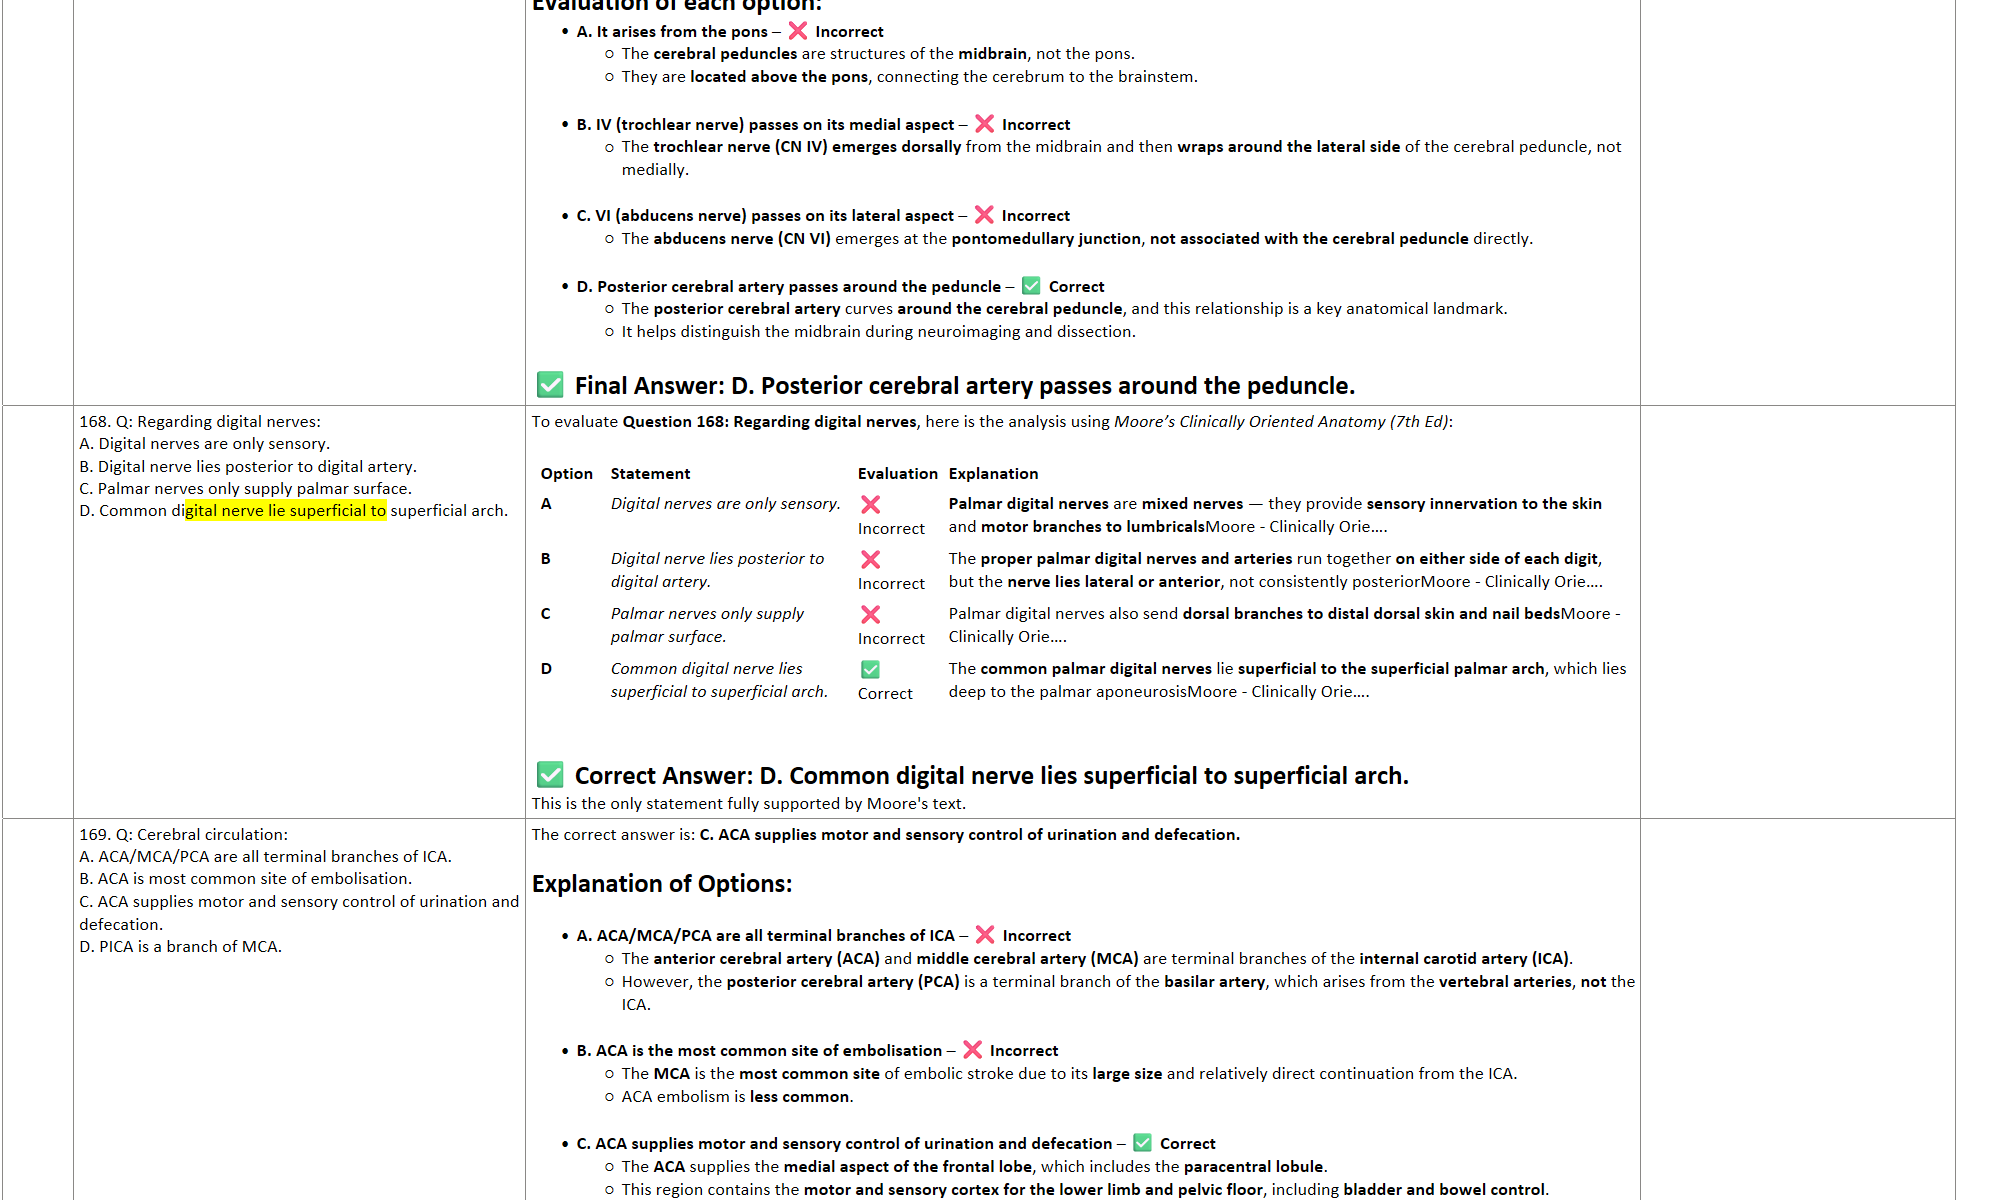 Evaluation of each option:
• A. It arises from the pons – ❌ Incorrect
○ The cerebral peduncles are structures of the midbrain, not the pons.
○ They are located above the pons, connecting the cerebrum to the brainstem.
• B. IV (trochlear nerve) passes on its medial aspect – ❌ Incorrect
○ The trochlear nerve (CN IV) emerges dorsally from the midbrain and then wraps around the lateral side of the cerebral peduncle, not
medially.
• C. VI (abducens nerve) passes on its lateral aspect – ❌ Incorrect
○ The abducens nerve (CN VI) emerges at the pontomedullary junction, not associated with the cerebral peduncle directly.
• D. Posterior cerebral artery passes around the peduncle – ✅ Correct
○ The posterior cerebral artery curves around the cerebral peduncle, and this relationship is a key anatomical landmark.
○ It helps distinguish the midbrain during neuroimaging and dissection.
✅ Final Answer: D. Posterior cerebral artery passes around the peduncle.
168. Q: Regarding digital nerves:
A. Digital nerves are only sensory.
B. Digital nerve lies posterior to digital artery.
C. Palmar nerves only supply palmar surface.
D. Common digital nerve lie superficial to superficial arch.
To evaluate Question 168: Regarding digital nerves, here is the analysis using Moore's Clinically Oriented Anatomy (7th Ed):
Option Statement Evaluation Explanation
A Digital nerves are only sensory. ❌ Palmar digital nerves are mixed nerves — they provide sensory innervation to the skin
Incorrect and motor branches to lumbricalsMoore - Clinically Orie….
B Digital nerve lies posterior to ❌ The proper palmar digital nerves and arteries run together on either side of each digit,
digital artery. Incorrect but the nerve lies lateral or anterior, not consistently posteriorMoore - Clinically Orie….
C Palmar nerves only supply ❌ Palmar digital nerves also send dorsal branches to distal dorsal skin and nail bedsMoore -
palmar surface. Incorrect Clinically Orie….
D Common digital nerve lies ✅ The common palmar digital nerves lie superficial to the superficial palmar arch, which lies
superficial to superficial arch. Correct deep to the palmar aponeurosisMoore - Clinically Orie….
✅ Correct Answer: D. Common digital nerve lies superficial to superficial arch.
This is the only statement fully supported by Moore's text.
169. Q: Cerebral circulation:
A. ACA/MCA/PCA are all terminal branches of ICA.
B. ACA is most common site of embolisation.
C. ACA supplies motor and sensory control of urination and
defecation.
D. PICA is a branch of MCA.
The correct answer is: C. ACA supplies motor and sensory control of urination and defecation.
Explanation of Options:
• A. ACA/MCA/PCA are all terminal branches of ICA – ❌ Incorrect
○ The anterior cerebral artery (ACA) and middle cerebral artery (MCA) are terminal branches of the internal carotid artery (ICA).
○ However, the posterior cerebral artery (PCA) is a terminal branch of the basilar artery, which arises from the vertebral arteries, not the
ICA.
• B. ACA is the most common site of embolisation – ❌ Incorrect
○ The MCA is the most common site of embolic stroke due to its large size and relatively direct continuation from the ICA.
○ ACA embolism is less common.
• C. ACA supplies motor and sensory control of urination and defecation – ✅ Correct
○ The ACA supplies the medial aspect of the frontal lobe, which includes the paracentral lobule.
○ This region contains the motor and sensory cortex for the lower limb and pelvic floor, including bladder and bowel control.